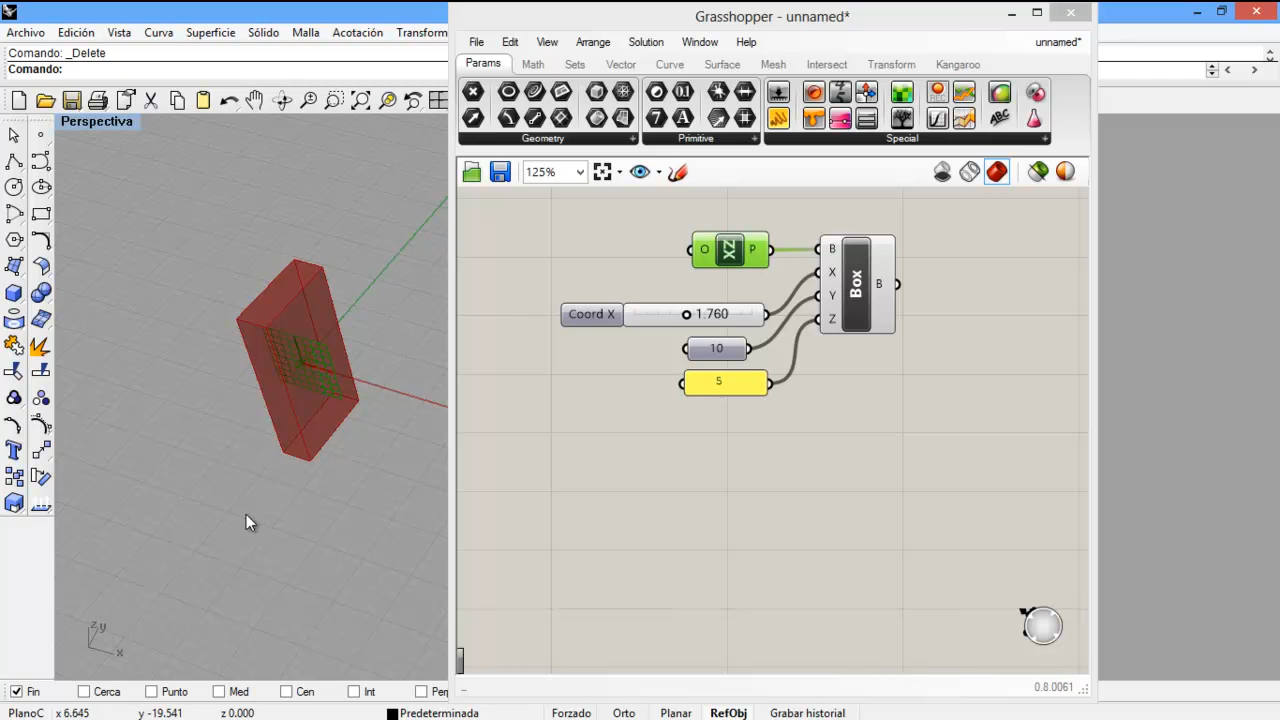 Grasshopper - unnamed*
Archivo Edición Vista Curva Superficie Sólido Malla Acotación Transform
File Edit View Arrange Solution Window Help unnamed*
Comando: _Delete
Comando:
Params Math Sets Vector Curve Surface Mesh Intersect Transform Kangaroo
Geometry Primitive Special
Perspectiva
125%
O XZ P
B
X
Y
Z
Box
B
Coord X 1.760
10
5
z y
x
0.8.0061
Fin Cerca Punto Med Cen Int Per
PlanoC x 6.645 y -19.541 z 0.000 Predeterminada Forzado Orto Planar RefObj Grabar historial